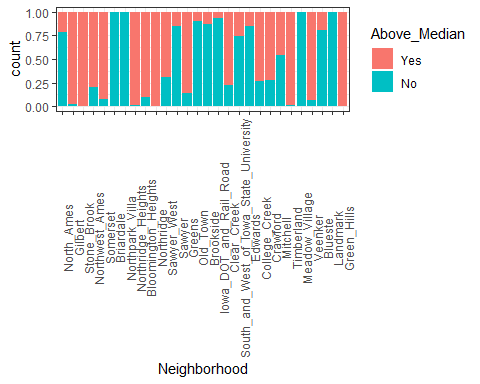 1.00
0.75
0.50
0.25
0.00
count
North_Ames
Gilbert
Stone_Brook
Northwest_Ames
Somerset
Briardale
Northpark_Villa
Northridge_Heights
Bloomington_Heights
Northridge
Sawyer_West
Sawyer
Greens
Old_Town
Brookside
Iowa_DOT_and_Rail_Road
Clear_Creek
South_and_West_of_Iowa_State_University
Edwards
College_Creek
Crawford
Mitchell
Timberland
Meadow_Village
Veenker
Blueste
Landmark
Green_Hills
Neighborhood
Above_Median
Yes
No